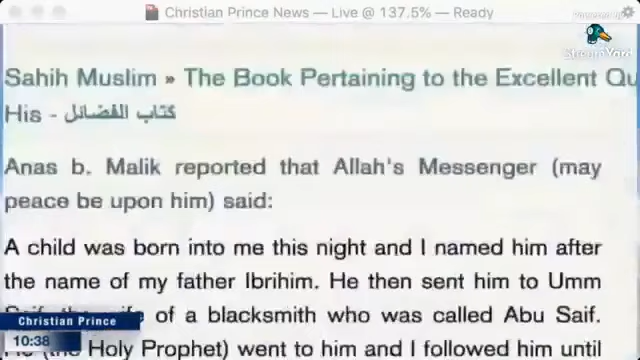 Christian Prince News — Live @ 137.5% — Ready
StreamYard
Sahih Muslim » The Book Pertaining to the Excellent Qu
His - كتاب الفضائل
Anas b. Malik reported that Allah's Messenger (may
peace be upon him) said:
A child was born into me this night and I named him after
the name of my father Ibrihim. He then sent him to Umm
of a blacksmith who was called Abu Saif.
Christian Prince
Holy Prophet) went to him and I followed him until
10:38